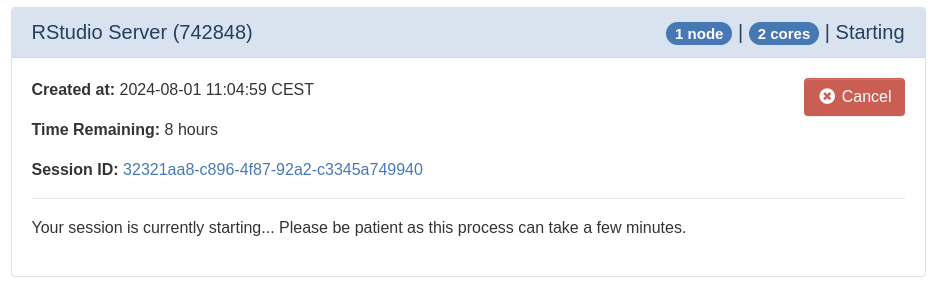 RStudio Server (742848) 1 node | 2 cores | Starting
Created at: 2024-08-01 11:04:59 CEST
Cancel
Time Remaining: 8 hours
Session ID: 32321aa8-c896-4f87-92a2-c3345a749940
Your session is currently starting... Please be patient as this process can take a few minutes.